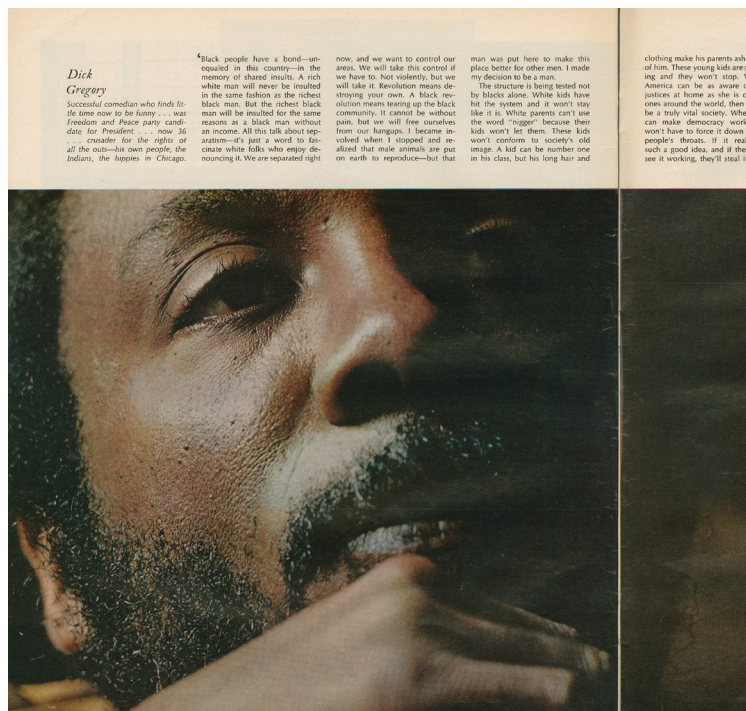 Dick
Gregory
Successful comedian who finds lit-
tle time now to be funny . . . was
Freedom and Peace party candi-
date for President . . . now 36
. . . crusader for the rights of
all the outs—his own people, the
Indians, the hippies in Chicago.
‘Black people have a bond—un-
equaled in this country—in the
memory of shared insults. A rich
white man will never be insulted
in the same fashion as the richest
black man. But the richest black
man will be insulted for the same
reasons as a black man without
an income. All this talk about sep-
aratism—it's just a word to fas-
cinate white folks who enjoy de-
nouncing it. We are separated right
now, and we want to control our
areas. We will take this control if
we have to. Not violently, but we
will take it. Revolution means de-
stroying your own. A black rev-
olution means tearing up the black
community. It cannot be without
pain, but we will free ourselves
from our hangups. I became in-
volved when I stopped and re-
alized that male animals are put
on earth to reproduce—but that
man was put here to make this
place better for other men. I made
my decision to be a man.
The structure is being tested not
by blacks alone. White kids have
hit the system and it won't stay
like it is. White parents can't use
the word "nigger" because their
kids won't let them. These kids
won't conform to society's old
image. A kid can be number one
in his class, but his long hair and
clothing make his parents ash
of him. These young kids are
ing and they won't stop.
America can be as aware
justices at home as she is
ones around the world, then
be a truly vital society. Whe
can make democracy work
won't have to force it down
people's throats. If it real
such a good idea, and if the
see it working, they'll steal i